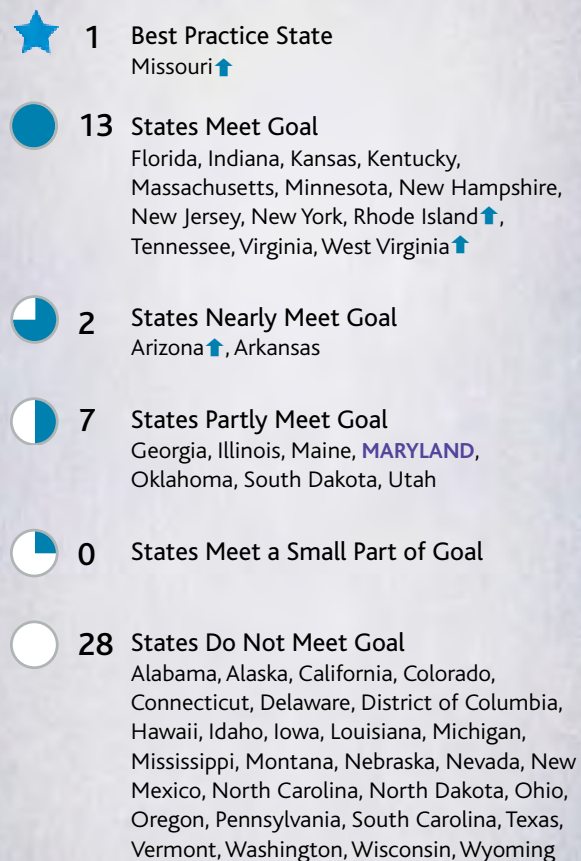 1 Best Practice State
Missouri⬆
13 States Meet Goal
Florida, Indiana, Kansas, Kentucky,
Massachusetts, Minnesota, New Hampshire,
New Jersey, New York, Rhode Island⬆,
Tennessee, Virginia, West Virginia⬆
2 States Nearly Meet Goal
Arizona⬆, Arkansas
7 States Partly Meet Goal
Georgia, Illinois, Maine, MARYLAND,
Oklahoma, South Dakota, Utah
0 States Meet a Small Part of Goal
28 States Do Not Meet Goal
Alabama, Alaska, California, Colorado,
Connecticut, Delaware, District of Columbia,
Hawaii, Idaho, Iowa, Louisiana, Michigan,
Mississippi, Montana, Nebraska, Nevada, New
Mexico, North Carolina, North Dakota, Ohio,
Oregon, Pennsylvania, South Carolina, Texas,
Vermont, Washington, Wisconsin, Wyoming